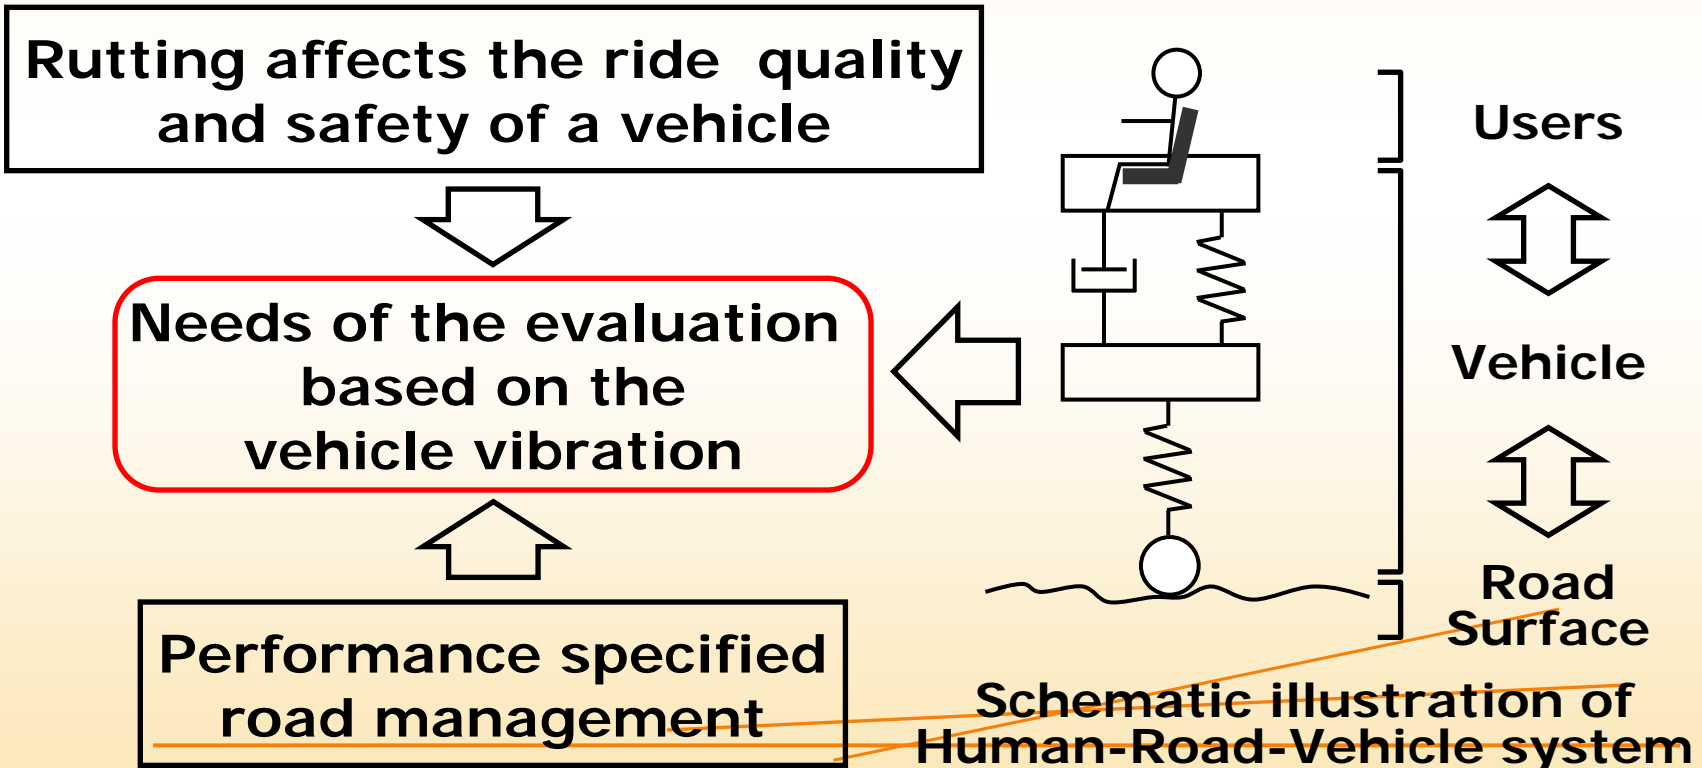 Rutting affects the ride quality
and safety of a vehicle
Needs of the evaluation
based on the
vehicle vibration
Performance specified
road management
Users
Vehicle
Road
Surface
Schematic illustration of
Human-Road-Vehicle system